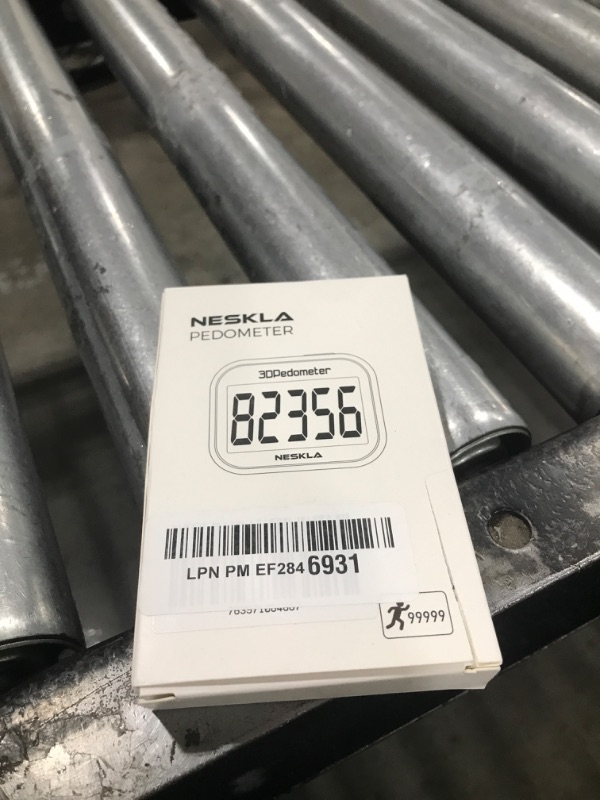 NESKLA
PEDOMETER
3DPedometer
82356
NESKLA
LPN PM EF284 6931
99999